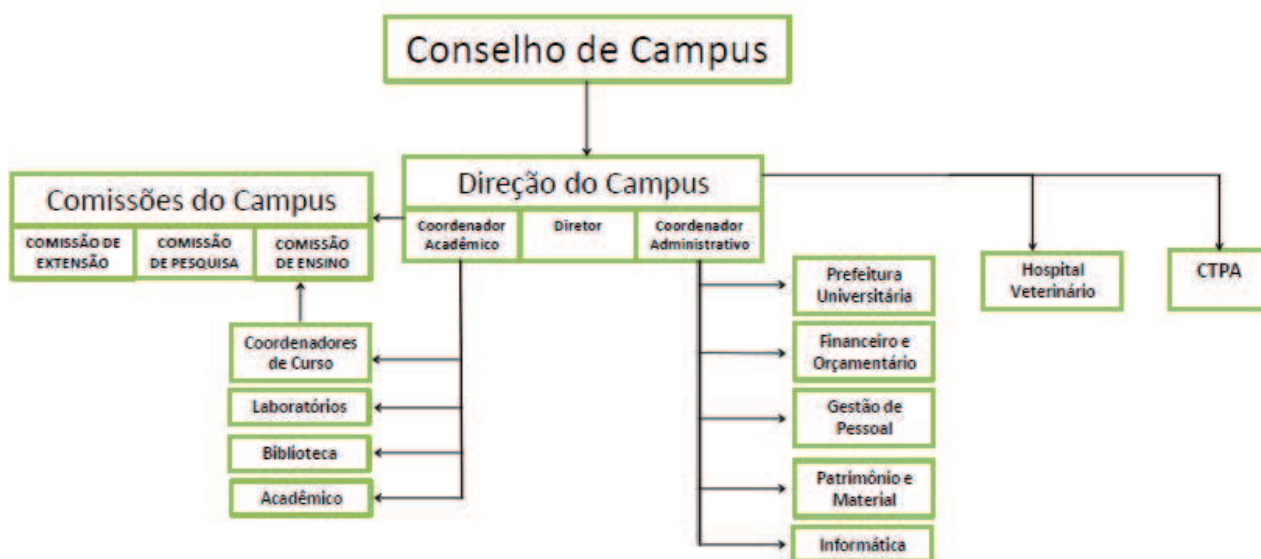 Conselho de Campus
Direção do Campus
Coordenador
Acadêmico
Diretor
Coordenador
Administrativo
Comissões do Campus
COMISSÃO DE
EXTENSÃO
COMISSÃO
DE PESQUISA
COMISSÃO
DE ENSINO
Coordenadores
de Curso
Laboratórios
Biblioteca
Acadêmico
Prefeitura
Universitária
Financeiro e
Orçamentário
Gestão de
Pessoal
Patrimônio e
Material
Informática
Hospital
Veterinário
CTPA